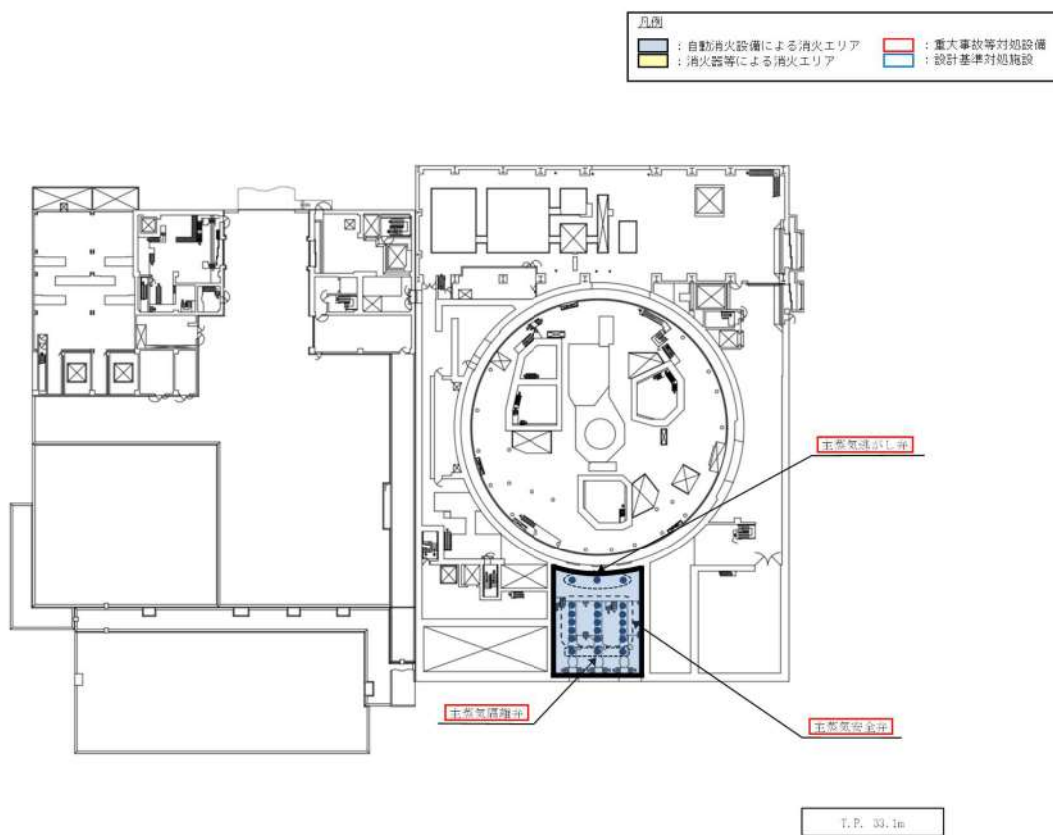 凡例
：自動消火設備による消火エリア
：重大事故等対処設備
：消火器等による消火エリア
：設計基準対処施設
主蒸気逃がし弁
主蒸気隔離弁
主蒸気安全弁
T.P. 33.1m